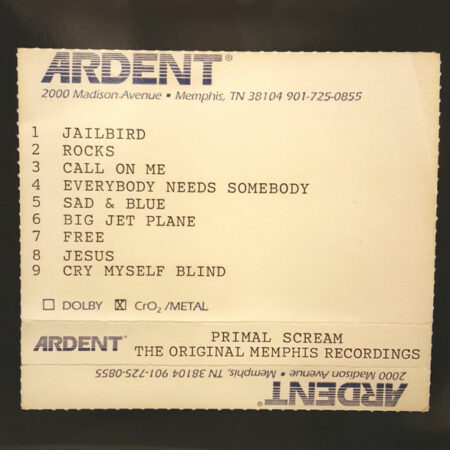 ARDENT®
2000 Madison Avenue ▪ Memphis, TN 38104 901-725-0855
1 JAILBIRD
2 ROCKS
3 CALL ON ME
4 EVERYBODY NEEDS SOMEBODY
5 SAD & BLUE
6 BIG JET PLANE
7 FREE
8 JESUS
9 CRY MYSELF BLIND
☐ DOLBY ☒ CrO₂ /METAL
ARDENT® PRIMAL SCREAM
THE ORIGINAL MEMPHIS RECORDINGS
2000 Madison Avenue ▪ Memphis, TN 38104 901-725-0855
ARDENT®